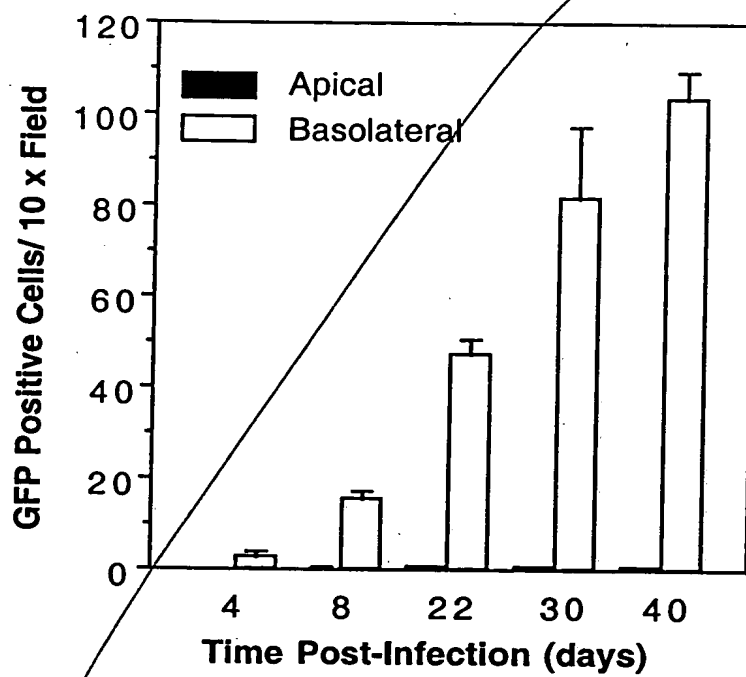 GFP Positive Cells/ 10 x Field
120
100
80
60
40
20
0
Apical
Basolateral
4 8 22 30 40
Time Post-Infection (days)